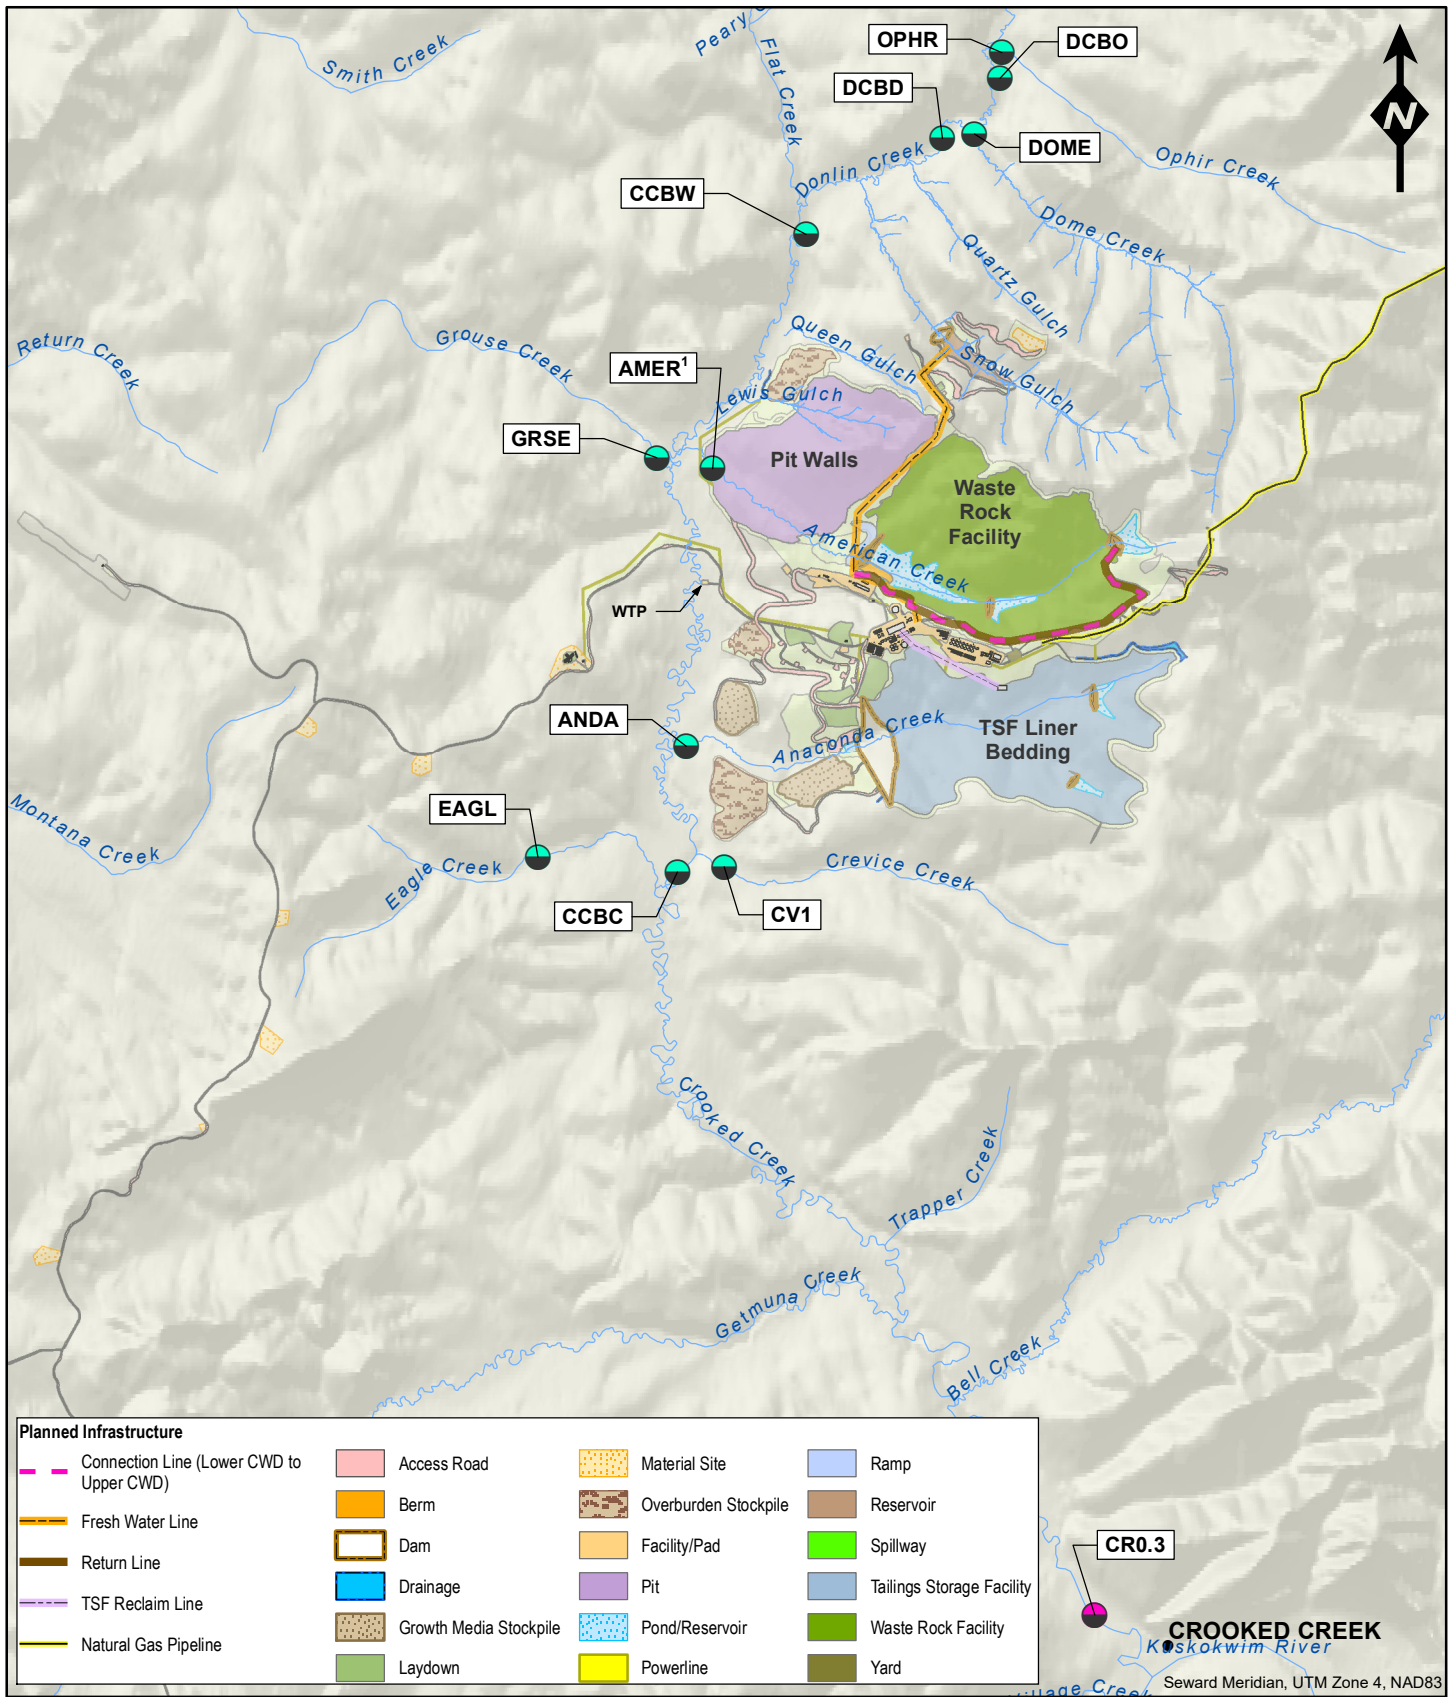 Peary
Flat Creek
OPHR
DCBO
Smith Creek
DCBD
DOME
Ophir Creek
N
Donlin Creek
CCBW
Dome Creek
Quartz Gulch
Return Creek
Grouse Creek
Queen Gulch
Snow Gulch
AMER¹
Lewis Gulch
GRSE
Pit Walls
Waste
Rock
Facility
American Creek
WTP
ANDA
Anaconda Creek
TSF Liner
Bedding
Montana Creek
EAGL
Eagle Creek
Crevice Creek
CCBC
CV1
Crooked Creek
Trapper Creek
Getmuna Creek
Bell Creek
Planned Infrastructure
Connection Line (Lower CWD to
Upper CWD)
Fresh Water Line
Return Line
TSF Reclaim Line
Natural Gas Pipeline
Access Road
Berm
Dam
Drainage
Growth Media Stockpile
Laydown
Material Site
Overburden Stockpile
Facility/Pad
Pit
Pond/Reservoir
Powerline
Ramp
Reservoir
Spillway
Tailings Storage Facility
Waste Rock Facility
Yard
CR0.3
CROOKED CREEK
Kuskokwim River
Seward Meridian, UTM Zone 4, NAD83